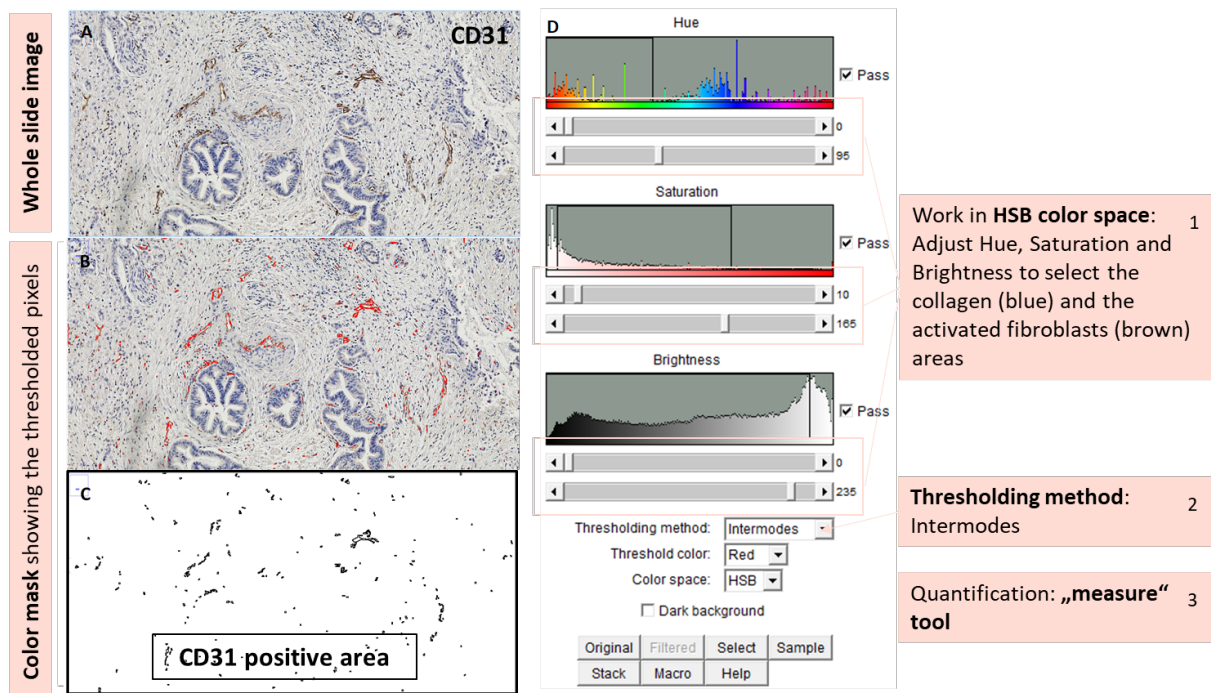 Whole slide image
Color mask showing the thresholded pixels
A
CD31
B
C
CD31 positive area
D
Hue
Pass
0
95
Saturation
Pass
10
165
Brightness
Pass
0
235
Thresholding method: Intermodes
Threshold color: Red
Color space: HSB
Dark background
Original Filtered Select Sample
Stack Macro Help
Work in HSB color space: 1
Adjust Hue, Saturation and
Brightness to select the
collagen (blue) and the
activated fibroblasts (brown)
areas
Thresholding method: 2
Intermodes
Quantification: „measure“ 3
tool